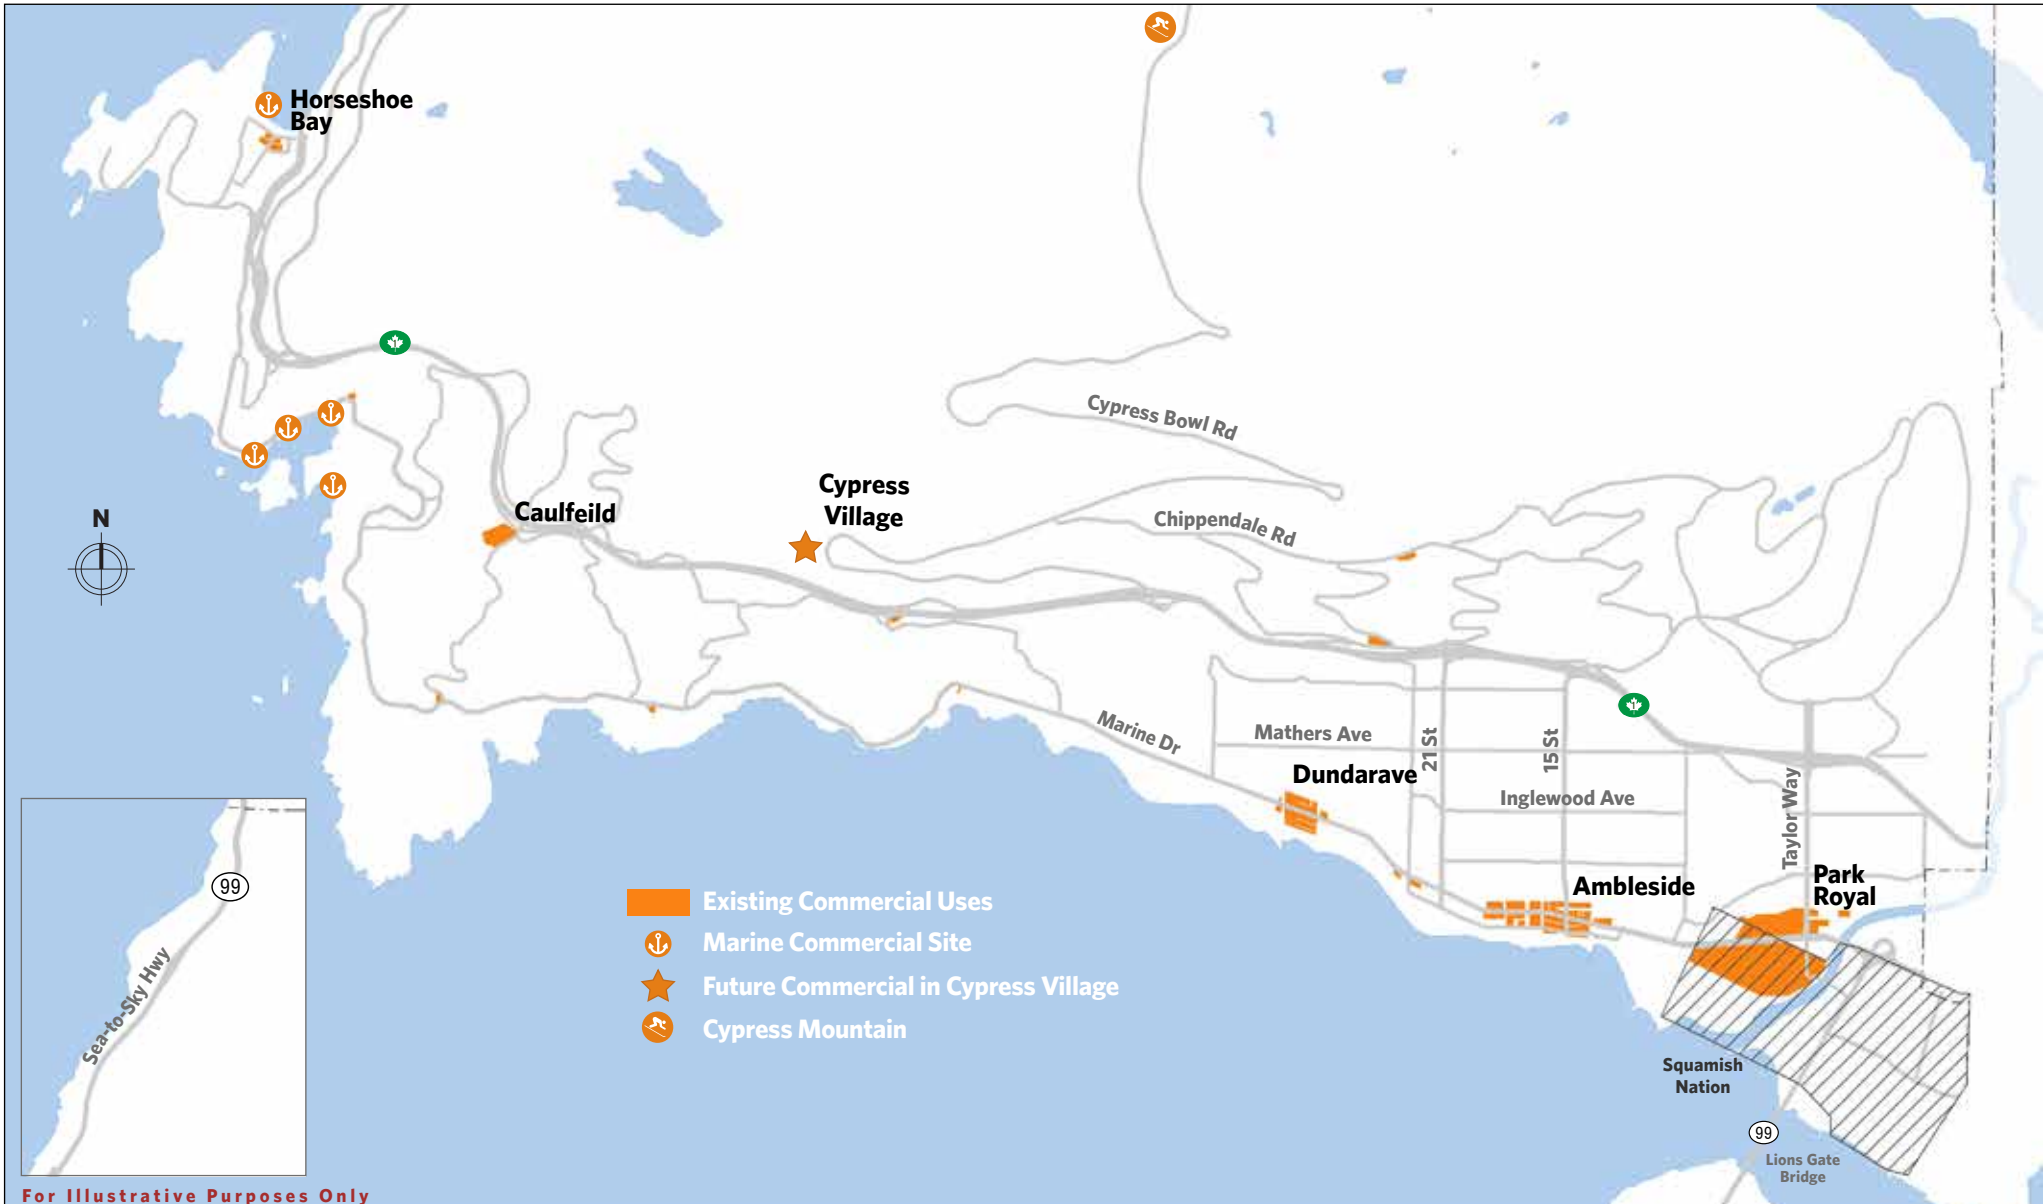 Horseshoe
Bay
1
Cypress Bowl Rd
Cypress
Village
Caulfeild
Chippendale Rd
N
1
Marine Dr
Mathers Ave
21 St
15 St
Dundarave
Inglewood Ave
Taylor Way
Park
Royal
Ambleside
99
Sea-to-Sky Hwy
Existing Commercial Uses
Marine Commercial Site
Future Commercial in Cypress Village
Cypress Mountain
Squamish
Nation
99
Lions Gate
Bridge
For Illustrative Purposes Only